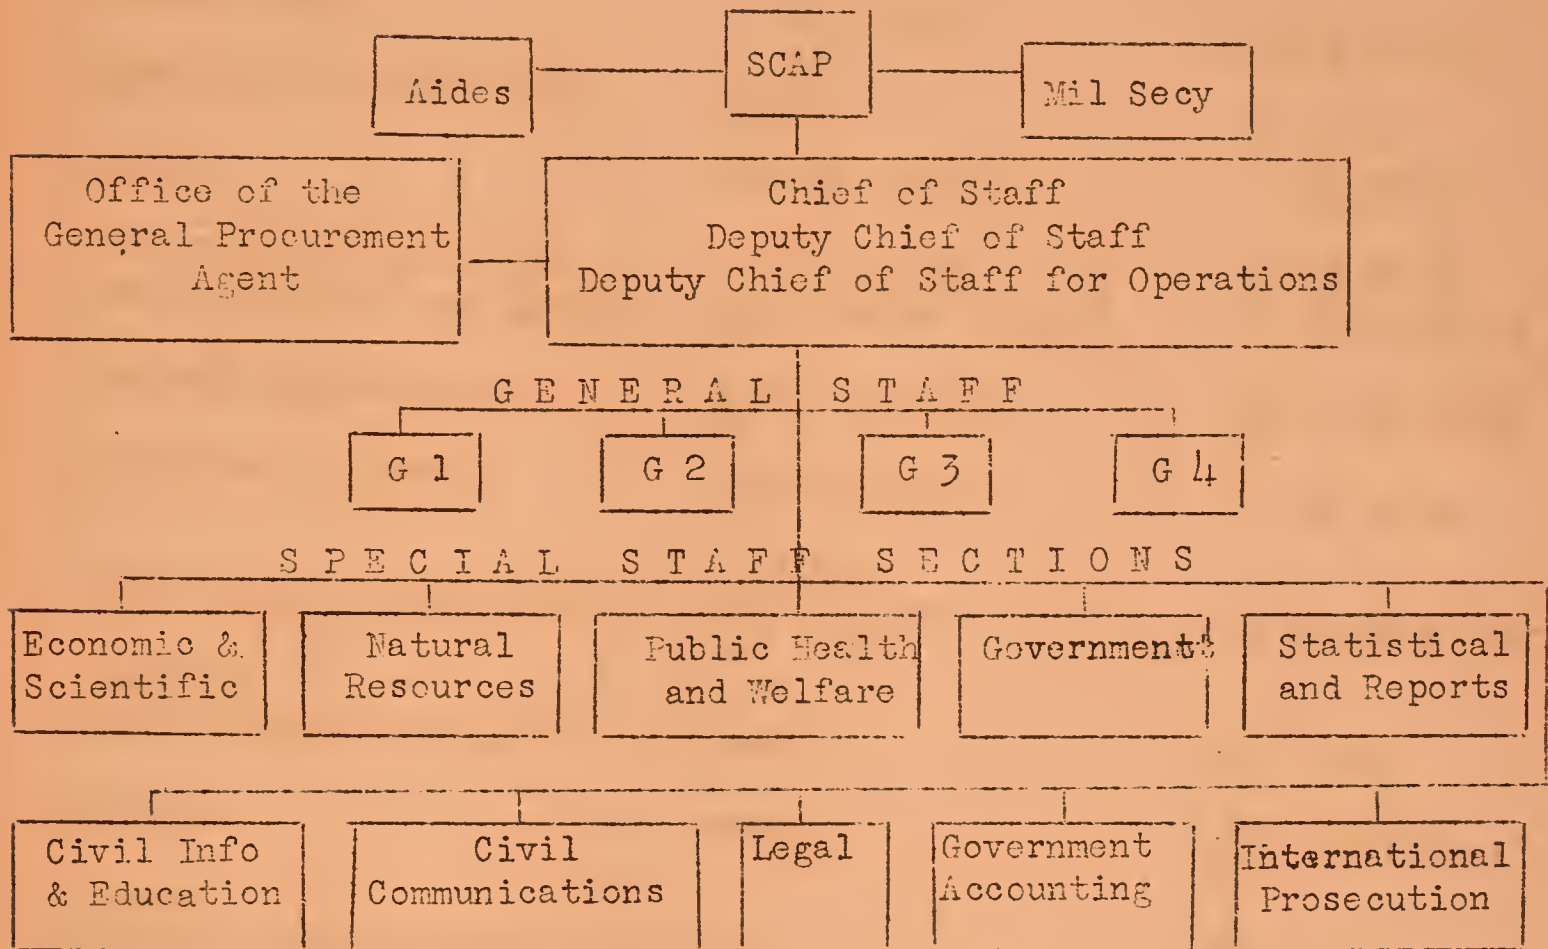 SCAP
Aides
Mil Secy
Office of the
General Procurement
Agent
Chief of Staff
Deputy Chief of Staff
Deputy Chief of Staff for Operations
GENERAL STAFF
G 1
G 2
G 3
G 4
SPECIAL STAFF SECTIONS
Economic &
Scientific
Natural
Resources
Public Health
and Welfare
Government
Statistical
and Reports
Civil Info
& Education
Civil
Communications
Legal
Government
Accounting
International
Prosecution